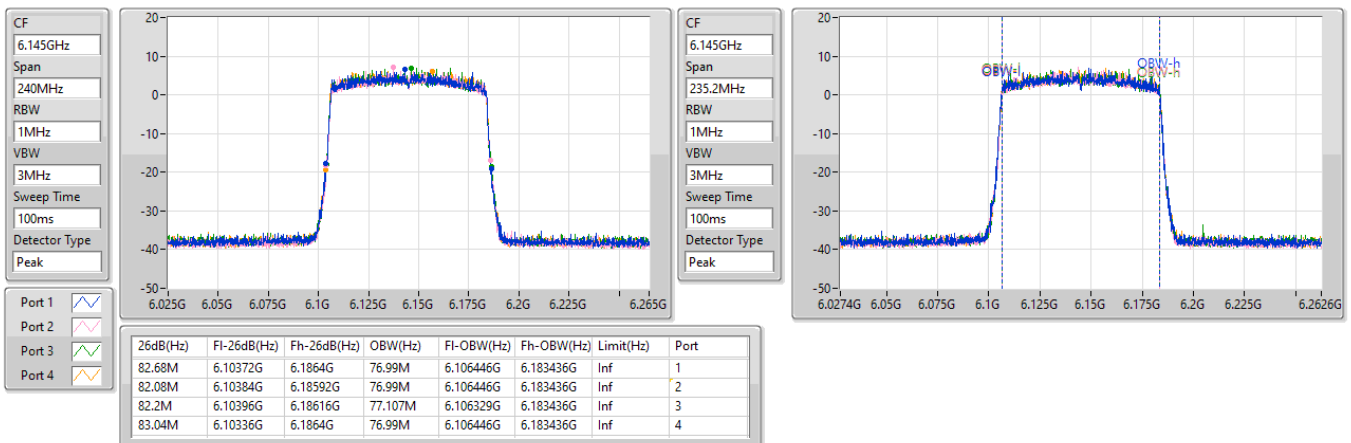 CF
6.145GHz
Span
240MHz
RBW
1MHz
VBW
3MHz
Sweep Time
100ms
Detector Type
Peak
20
10
0
-10
-20
-30
-40
-50
6.025G 6.05G 6.075G 6.1G 6.125G 6.15G 6.175G 6.2G 6.225G 6.265G
CF
6.145GHz
Span
235.2MHz
RBW
1MHz
VBW
3MHz
Sweep Time
100ms
Detector Type
Peak
20
10
0
-10
-20
-30
-40
-50
OBW-l
OBW-h
OBW-h
6.0274G 6.05G 6.075G 6.1G 6.125G 6.15G 6.175G 6.2G 6.225G 6.2626G
Port 1
Port 2
Port 3
Port 4
26dB(Hz) Fl-26dB(Hz) Fh-26dB(Hz) OBW(Hz) Fl-OBW(Hz) Fh-OBW(Hz) Limit(Hz) Port
82.68M 6.10372G 6.1864G 76.99M 6.106446G 6.183436G Inf 1
82.08M 6.10384G 6.18592G 76.99M 6.106446G 6.183436G Inf 2
82.2M 6.10396G 6.18616G 77.107M 6.106329G 6.183436G Inf 3
83.04M 6.10336G 6.1864G 76.99M 6.106446G 6.183436G Inf 4